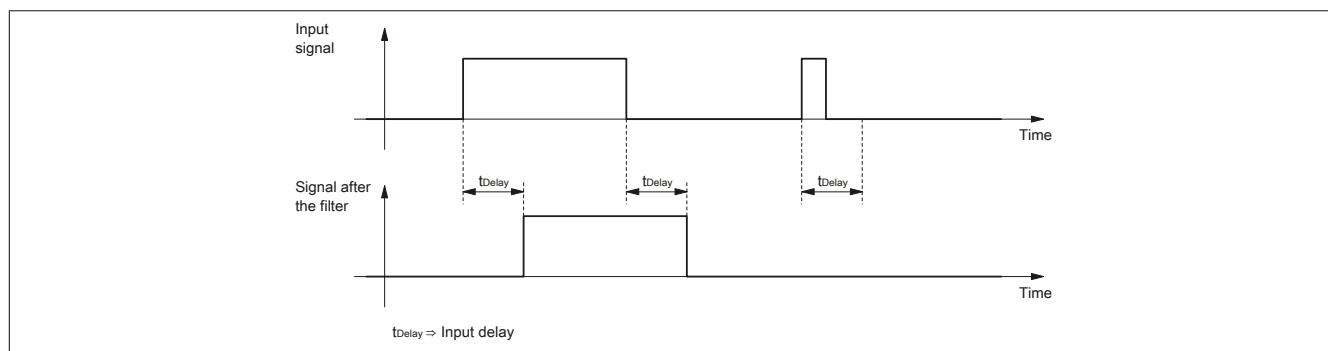 Input
signal
Time
tDelay
tDelay
tDelay
Signal after
the filter
Time
tDelay ⇒ Input delay